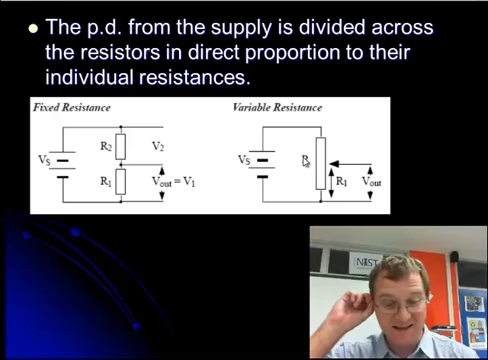 The p.d. from the supply is divided across
the resistors in direct proportion to their
individual resistances.
Fixed Resistance
Variable Resistance
R2
V2
VS
R1
Vout = V1
VS
R
R1
Vout
NIST